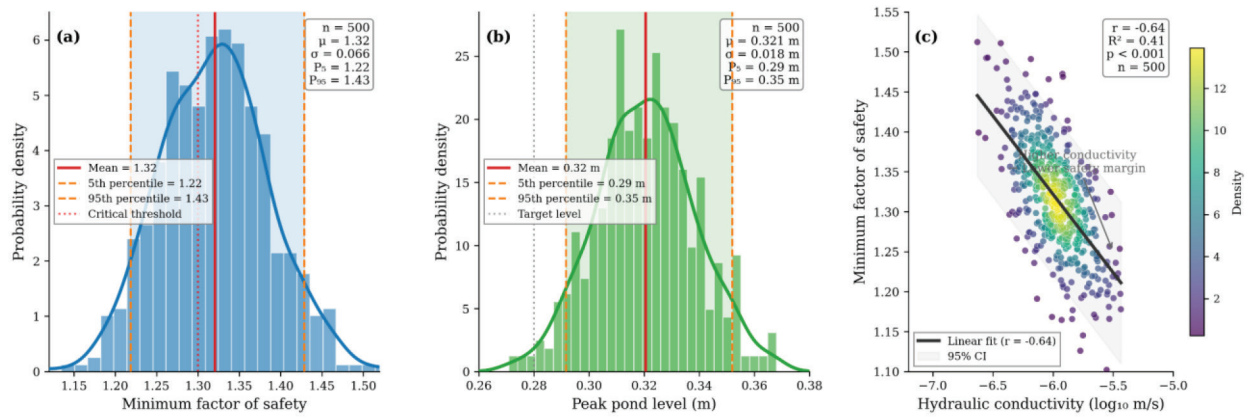 (a)
n = 500
μ = 1.32
σ = 0.066
P₅ = 1.22
P₉₅ = 1.43
Mean = 1.32
5th percentile = 1.22
95th percentile = 1.43
Critical threshold
Probability density
6
5
4
3
2
1
0
1.15
1.20
1.25
1.30
1.35
1.40
1.45
1.50
Minimum factor of safety
(b)
n = 500
μ = 0.321 m
σ = 0.018 m
P₅ = 0.29 m
P₉₅ = 0.35 m
Mean = 0.32 m
5th percentile = 0.29 m
95th percentile = 0.35 m
Target level
Probability density
25
20
15
10
5
0
0.26
0.28
0.30
0.32
0.34
0.36
0.38
Peak pond level (m)
(c)
r = -0.64
R² = 0.41
p < 0.001
n = 500
conductivity
safety margin
Linear fit (r = -0.64)
95% CI
Minimum factor of safety
1.55
1.50
1.45
1.40
1.35
1.30
1.25
1.20
1.15
1.10
-7.0
-6.5
-6.0
-5.5
-5.0
Hydraulic conductivity (log₁₀ m/s)
12
10
8
6
4
2
Density